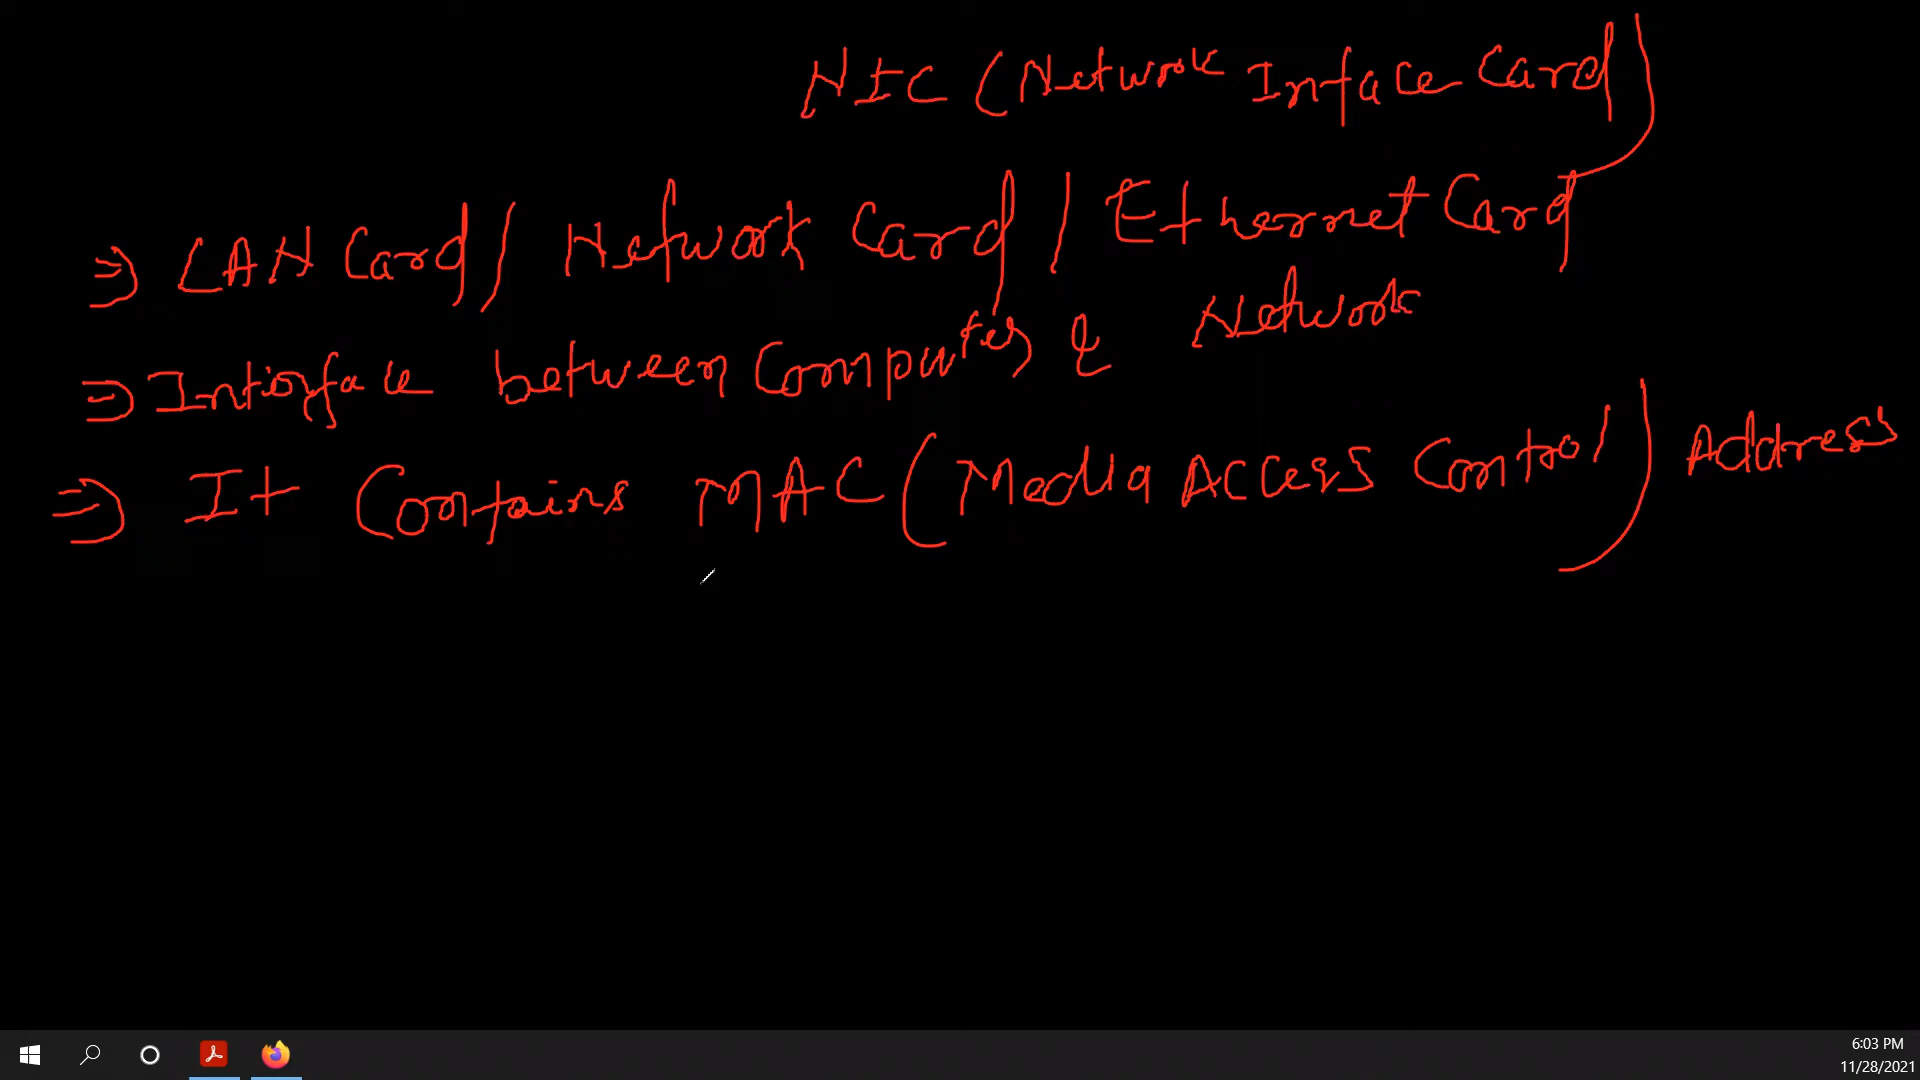 NIC (Network Inface Card)
⇒ LAN Card / Network Card / Ethernet Card
⇒ Interface between Computer & Network
⇒ It Contains MAC (Media Access Control) Address
6:03 PM
11/28/2021